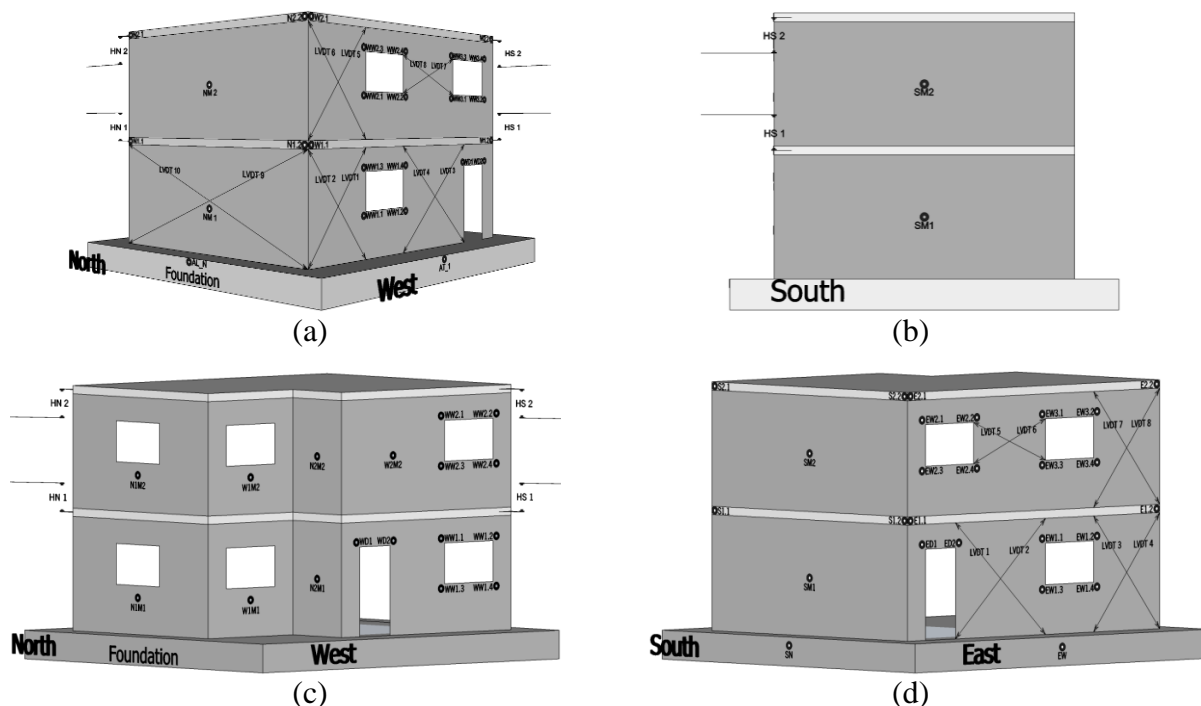 N2.2 W2.1
HN 2
HS 2
LVDT 6 LVDT 5
WW2.3 WW2.4
LVDT 8 LVDT 7
WW2.1 WW2.2
NM 2
HN 1
HS 1
N1.2 W1.1
LVDT 10
LVDT 9
LVDT 2
LVDT1
WW1.3 WW1.4
LVDT 4
LVDT 3
WD1 WD2
WW1.1 WW1.2
NM 1
AL_N
AT_1
North
Foundation
West
(a)
HS 2
SM2
HS 1
SM1
South
(b)
HN 2
HS 2
WW2.1 WW2.2
N2M2
W2M2
WW2.3 WW2.4
N1M2
W1M2
HN 1
HS 1
WD1 WD2
WW1.1 WW1.2
N2M1
WW1.3 WW1.4
N1M1
W1M1
North
Foundation
West
(c)
S2.1
S2.2 E2.1
E2.2
EW2.1 EW2.2
EW3.1 EW3.2
LVDT 5 LVDT 6
LVDT 7 LVDT 8
SM2
EW2.3 EW2.4
EW3.3 EW3.4
S1.1
S1.2 E1.1
E1.2
ED1 ED2
LVDT 1 LVDT 2
EW1.1 EW1.2
LVDT 3 LVDT 4
SM1
EW1.3 EW1.4
South
SN
East
EW
(d)